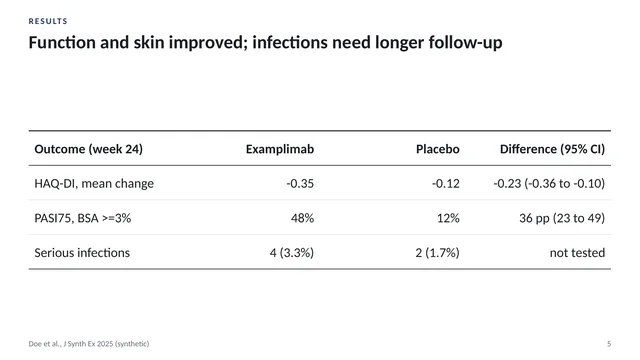 RESULTS
Function and skin improved; infections need longer follow-up
Outcome (week 24) Examplimab Placebo Difference (95% CI)
HAQ-DI, mean change -0.35 -0.12 -0.23 (-0.36 to -0.10)
PASI75, BSA >=3% 48% 12% 36 pp (23 to 49)
Serious infections 4 (3.3%) 2 (1.7%) not tested
Doe et al., J Synth Ex 2025 (synthetic) 5